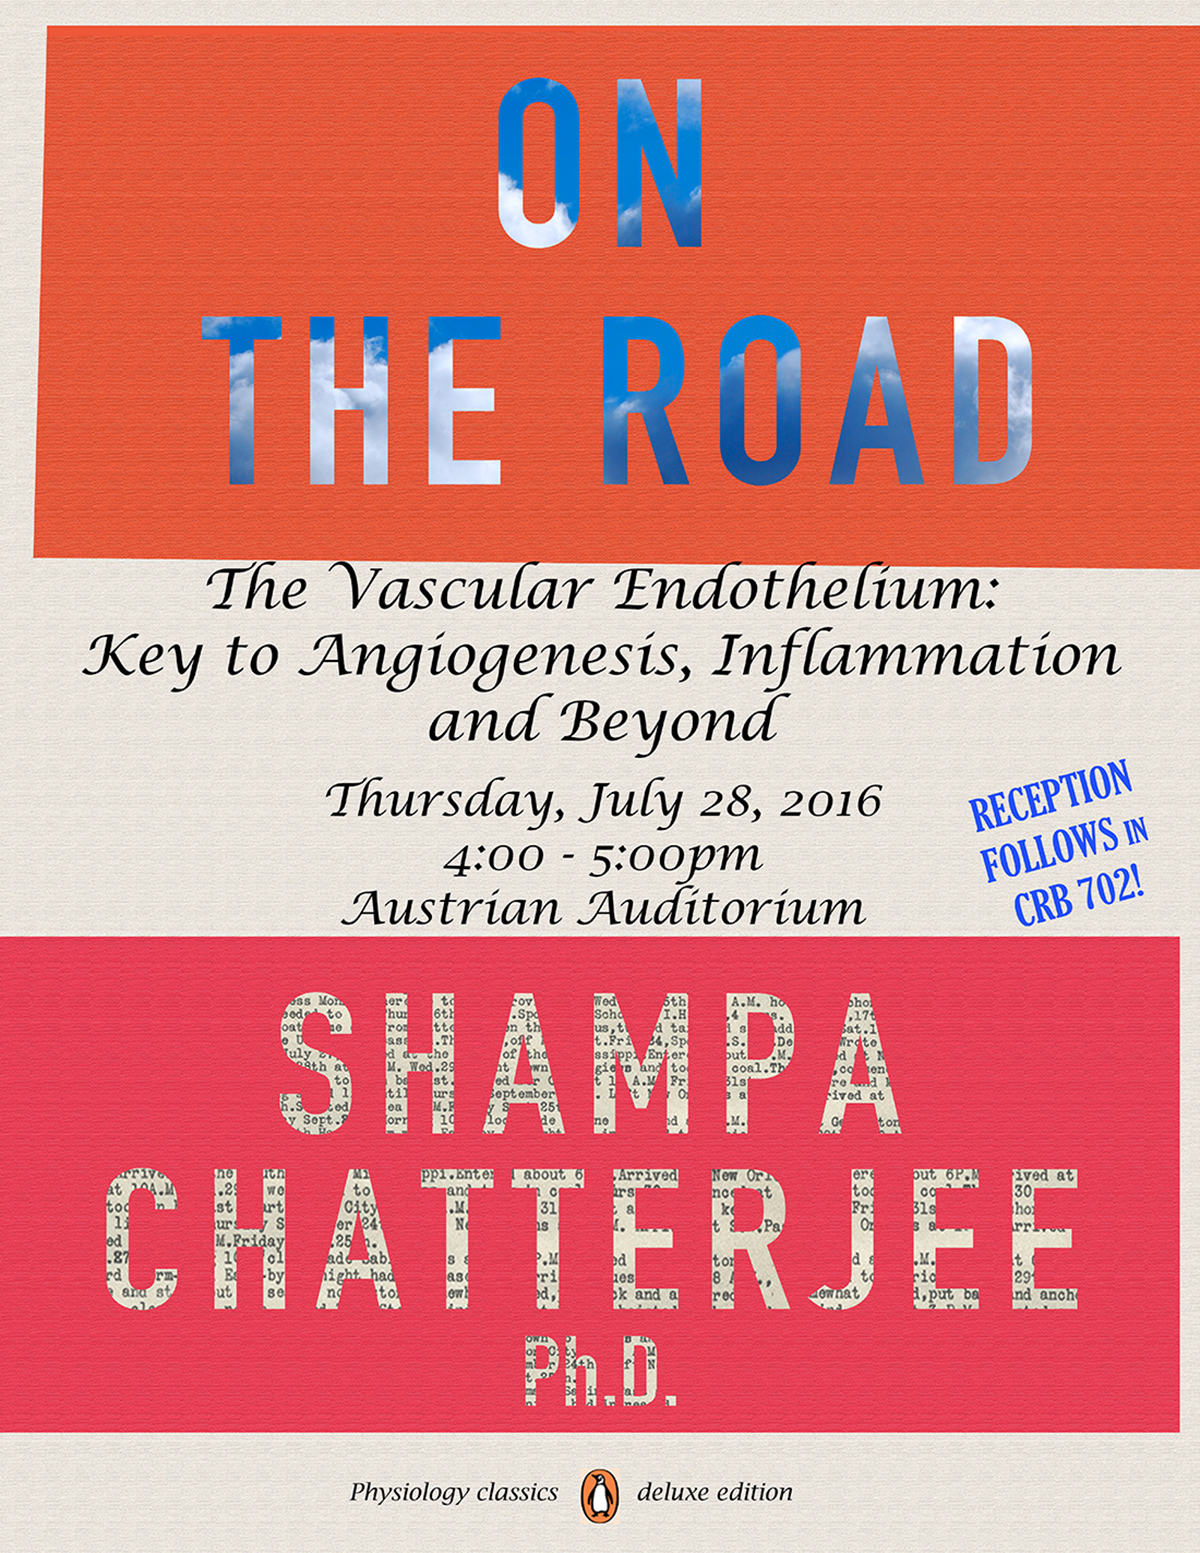 ON
THE ROAD
The Vascular Endothelium:
Key to Angiogenesis, Inflammation
and Beyond
Thursday, July 28, 2016
4:00 - 5:00pm
Austrian Auditorium
RECEPTION
FOLLOWS IN
CRB 702!
SHAMPA
CHATTERJEE
Ph.D.
Physiology classics deluxe edition